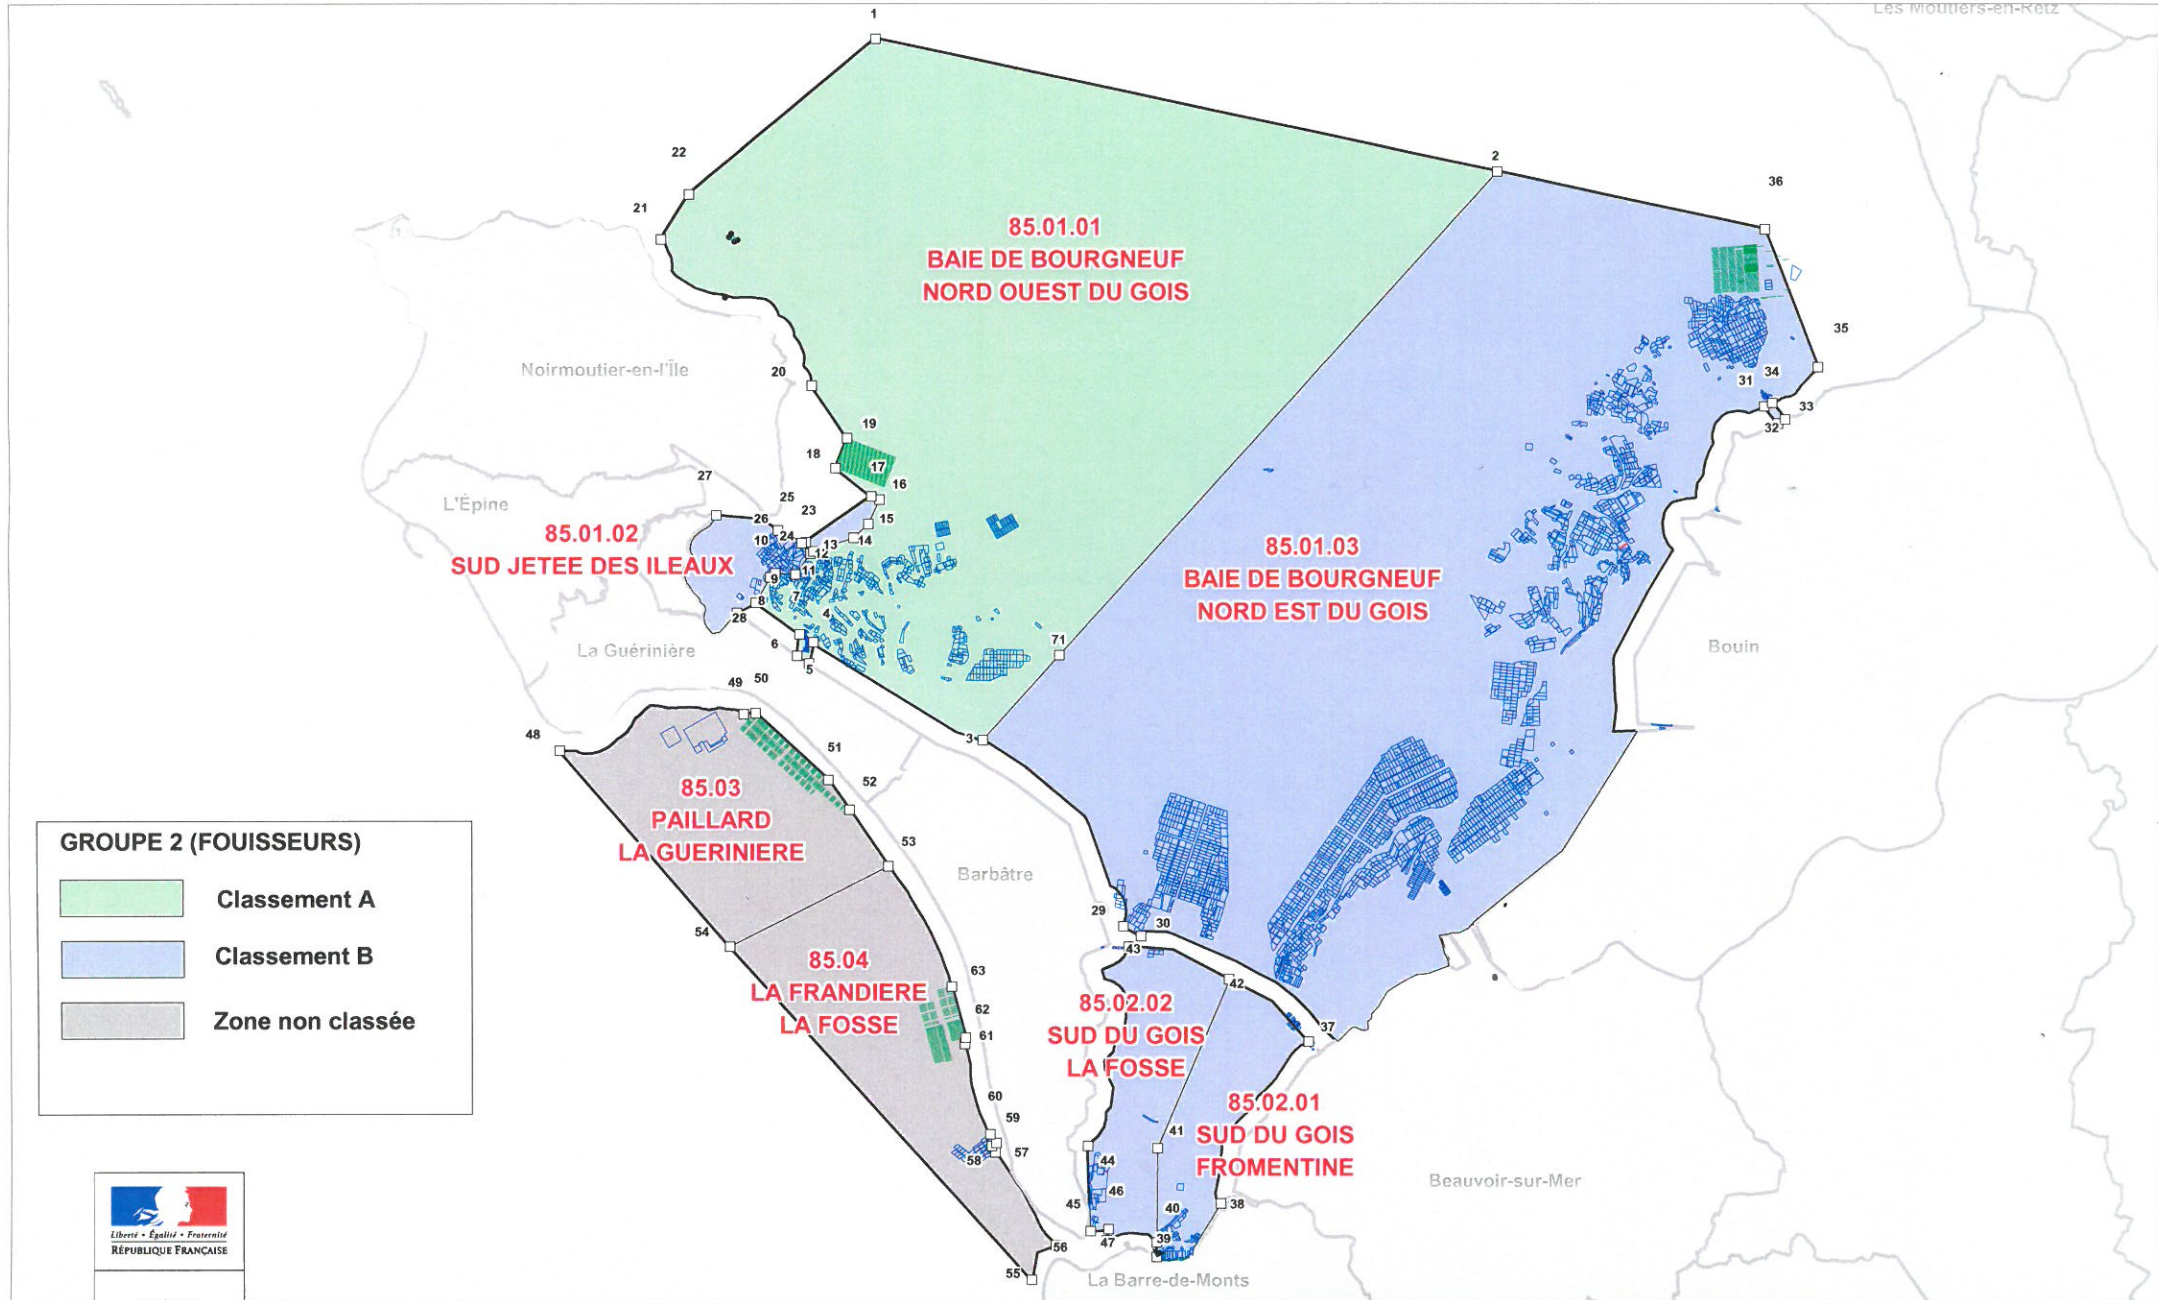 Les Moutiers-en-Retz
1
2
22
36
21
85.01.01
BAIE DE BOURGNEUF
NORD OUEST DU GOIS
35
Noirmoutier-en-l'Île
20
31
34
33
32
19
18
17
16
27
25
23
15
L'Épine
26
24
13
14
10
12
85.01.02
SUD JETEE DES ILEAUX
11
9
7
8
4
28
85.01.03
BAIE DE BOURGNEUF
NORD EST DU GOIS
6
5
71
La Guérinière
Bouin
49
50
48
3
51
52
85.03
PAILLARD
LA GUERINIERE
53
Barbâtre
GROUPE 2 (FOUISSEURS)
Classement A
Classement B
Zone non classée
29
30
54
43
85.04
LA FRANDIERE
LA FOSSE
63
62
61
42
37
85.02.02
SUD DU GOIS
LA FOSSE
60
59
58
57
85.02.01
SUD DU GOIS
FROMENTINE
41
44
45
46
40
38
47
39
56
55
Beauvoir-sur-Mer
La Barre-de-Monts
Liberté • Égalité • Fraternité
RÉPUBLIQUE FRANÇAISE